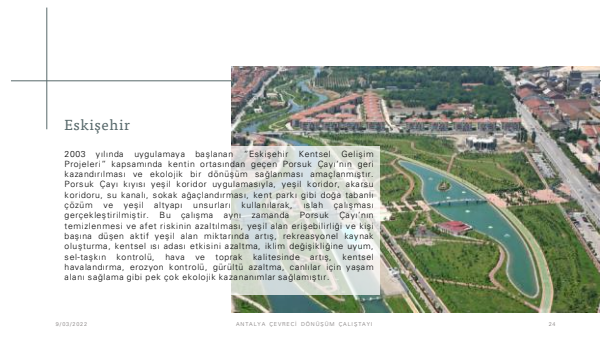 Eskişehir
2003 yılında uygulamaya başlanan "Eskişehir Kentsel Gelişim
Projeleri" kapsamında kentin ortasından geçen Porsuk Çayı'nın geri
kazandırılması ve ekolojik bir dönüşüm sağlanması amaçlanmıştır.
Porsuk Çayı kıyısı yeşil koridor uygulamasıyla, yeşil koridor, akarsu
koridoru, su kanalı, sokak ağaçlandırması, kent parkı gibi doğa tabanlı
çözüm ve yeşil altyapı unsurları kullanılarak, ıslah çalışması
gerçekleştirilmiştir. Bu çalışma aynı zamanda Porsuk Çayı'nın
temizlenmesi ve afet riskinin azaltılması, yeşil alan erişebilirliği ve kişi
başına düşen aktif yeşil alan miktarında artış, rekreasyonel kaynak
oluşturma, kentsel ısı adası etkisini azaltma, iklim değişikliğine uyum,
sel-taşkın kontrolü, hava ve toprak kalitesinde artış, kentsel
havalandırma, erozyon kontrolü, gürültü azaltma, canlılar için yaşam
alanı sağlama gibi pek çok ekolojik kazananımlar sağlanmıştır.
9/03/2022
ANTALYA ÇEVRECİ DÖNÜŞÜM ÇALIŞTAYI
24